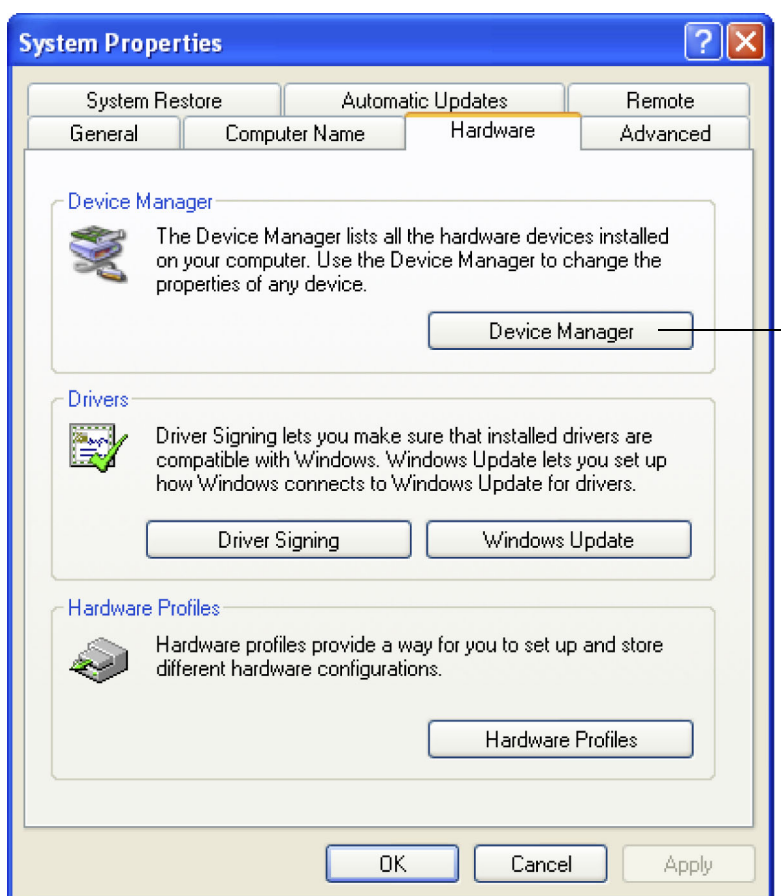 System Properties
?
System Restore
Automatic Updates
Remote
General
Computer Name
Hardware
Advanced
Device Manager
The Device Manager lists all the hardware devices installed
on your computer. Use the Device Manager to change the
properties of any device.
Device Manager
Drivers
Driver Signing lets you make sure that installed drivers are
compatible with Windows. Windows Update lets you set up
how Windows connects to Windows Update for drivers.
Driver Signing
Windows Update
Hardware Profiles
Hardware profiles provide a way for you to set up and store
different hardware configurations.
Hardware Profiles
OK
Cancel
Apply